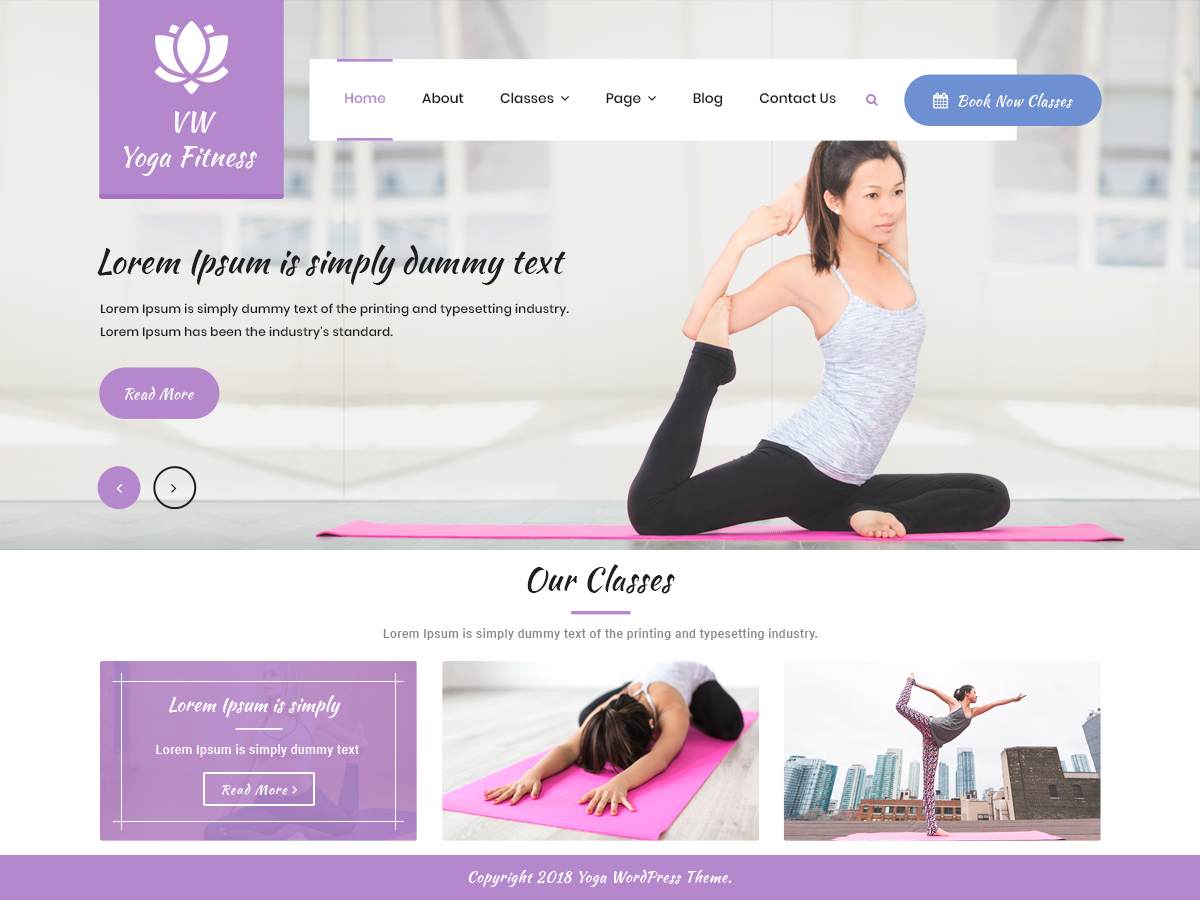 VW
Yoga Fitness
Home About Classes Page Blog Contact Us Book Now Classes
Lorem Ipsum is simply dummy text
Lorem Ipsum is simply dummy text of the printing and typesetting industry.
Lorem Ipsum has been the industry's standard.
Read More
Our Classes
Lorem Ipsum is simply dummy text of the printing and typesetting industry.
Lorem Ipsum is simply
Lorem Ipsum is simply dummy text
Read More
Copyright 2018 Yoga WordPress Theme.